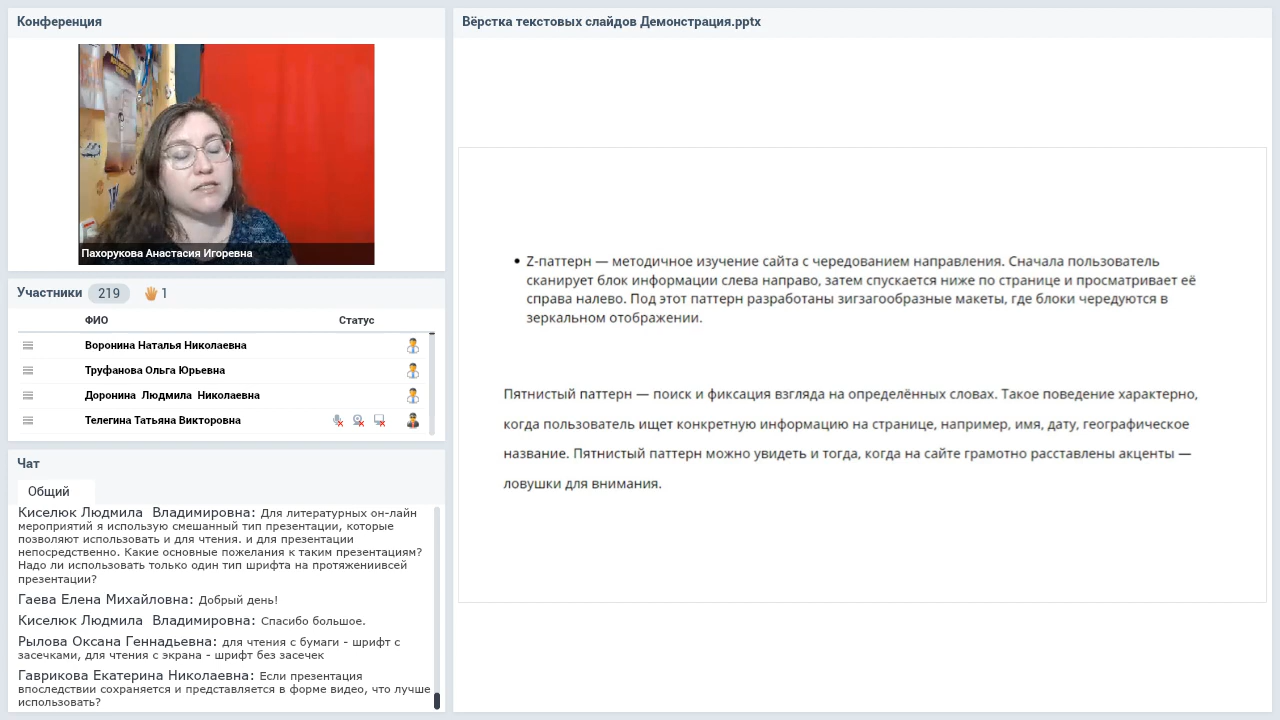 Конференция
Пахорукова Анастасия Игоревна
Участники 219 1
ФИО Статус
Воронина Наталья Николаевна
Труфанова Ольга Юрьевна
Доронина Людмила Николаевна
Телегина Татьяна Викторовна
Чат
Общий
Киселюк Людмила Владимировна: Для литературных он-лайн
мероприятий я использую смешанный тип презентации, которые
позволяют использовать и для чтения. и для презентации
непосредственно. Какие основные пожелания к таким презентациям?
Надо ли использовать только один тип шрифта на протяжениивсей
презентации?
Гаева Елена Михайловна: Добрый день!
Киселюк Людмила Владимировна: Спасибо большое.
Рылова Оксана Геннадьевна: для чтения с бумаги - шрифт с
засечками, для чтения с экрана - шрифт без засечек
Гаврикова Екатерина Николаевна: Если презентация
впоследствии сохраняется и представляется в форме видео, что лучше
использовать?
Вёрстка текстовых слайдов Демонстрация.pptx
• Z-паттерн — методичное изучение сайта с чередованием направления. Сначала пользователь
сканирует блок информации слева направо, затем спускается ниже по странице и просматривает её
справа налево. Под этот паттерн разработаны зигзагообразные макеты, где блоки чередуются в
зеркальном отображении.
Пятнистый паттерн — поиск и фиксация взгляда на определённых словах. Такое поведение характерно,
когда пользователь ищет конкретную информацию на странице, например, имя, дату, географическое
название. Пятнистый паттерн можно увидеть и тогда, когда на сайте грамотно расставлены акценты —
ловушки для внимания.